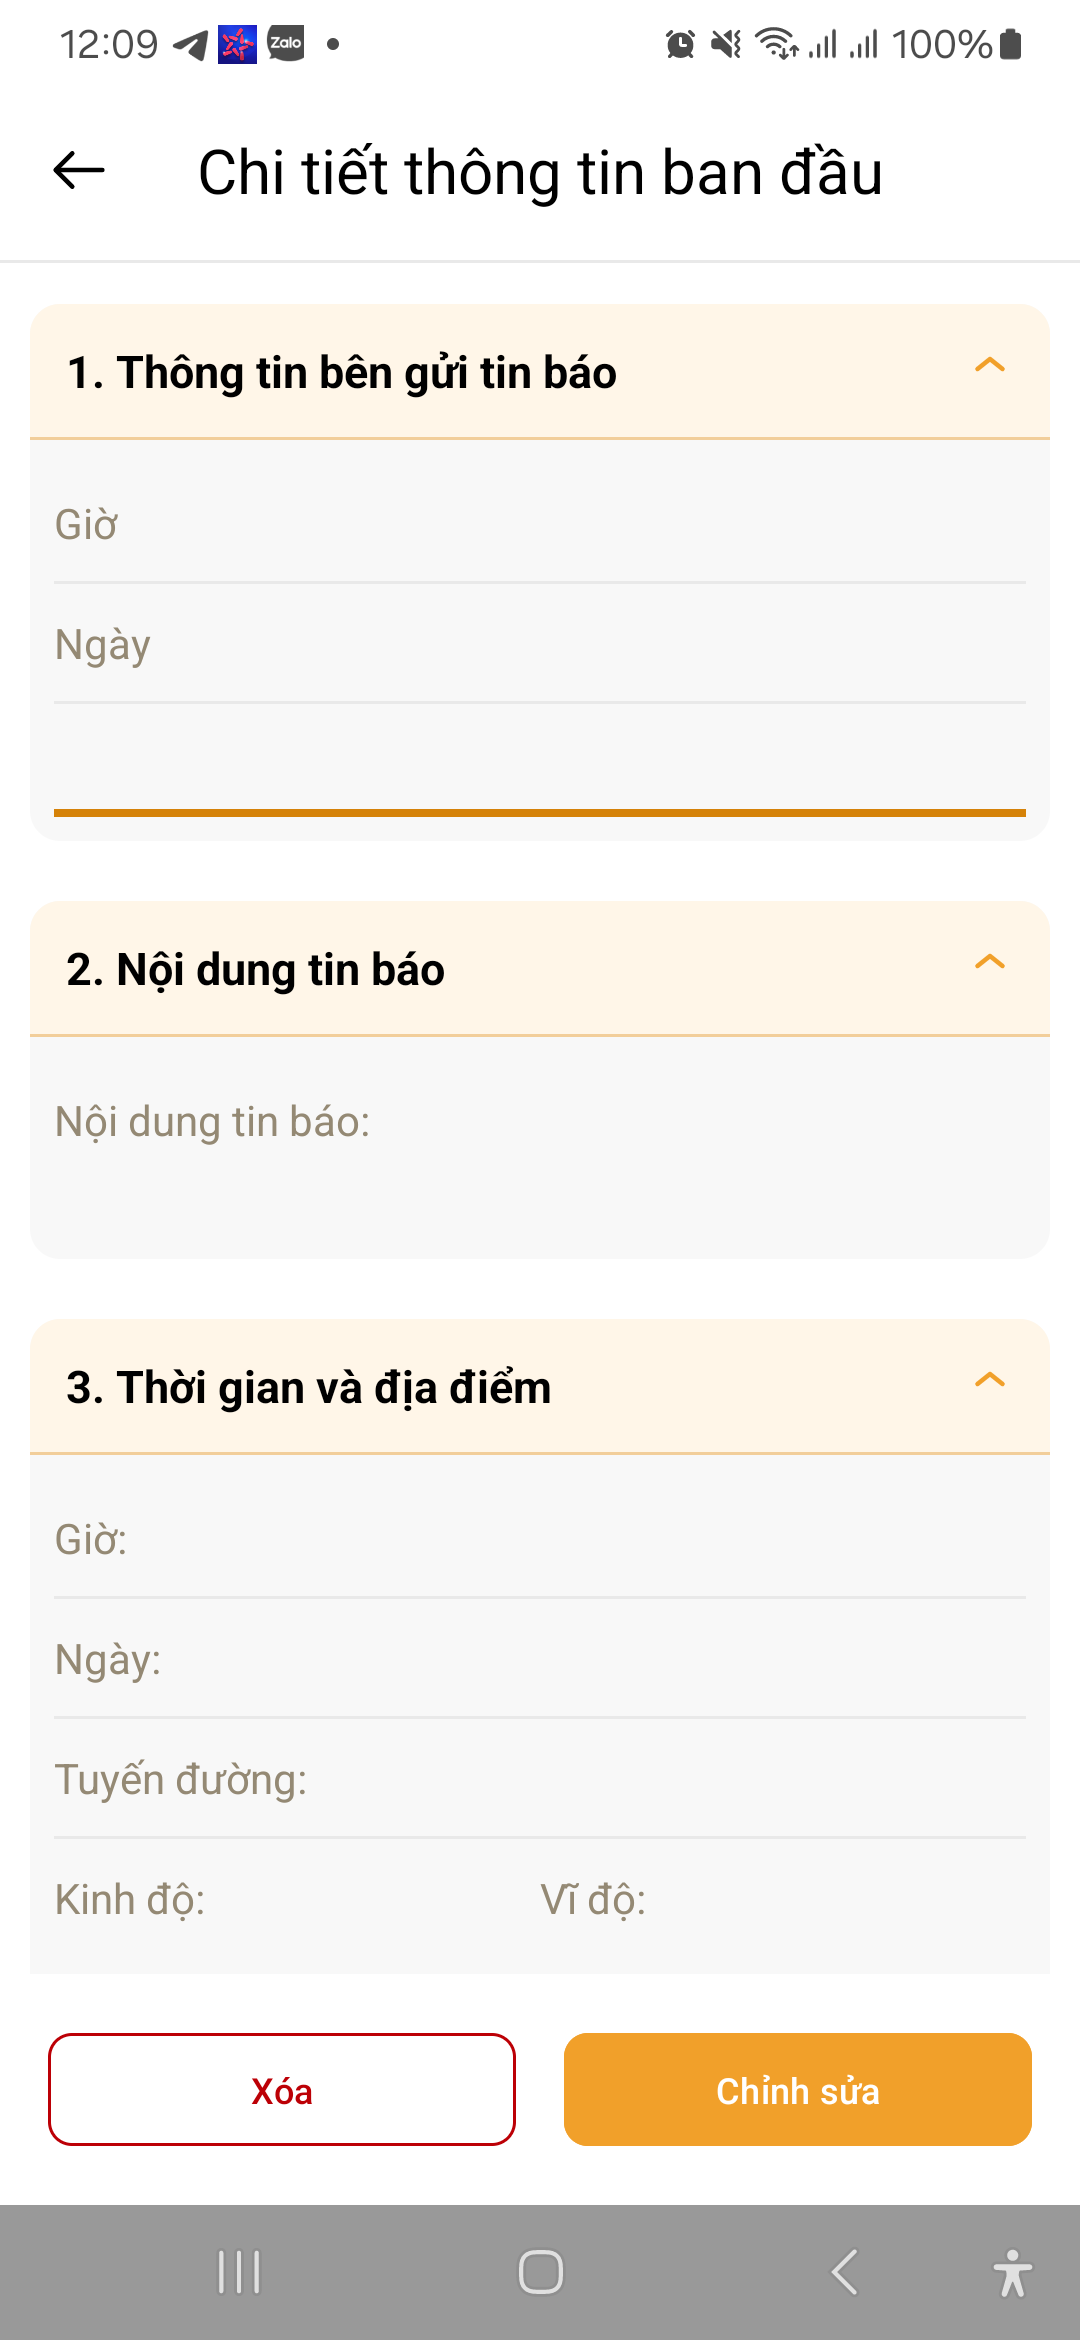 12:09 Zalo 100%
Chi tiết thông tin ban đầu
1. Thông tin bên gửi tin báo
Giờ
Ngày
2. Nội dung tin báo
Nội dung tin báo:
3. Thời gian và địa điểm
Giờ:
Ngày:
Tuyến đường:
Kinh độ: Vĩ độ:
Xóa Chỉnh sửa